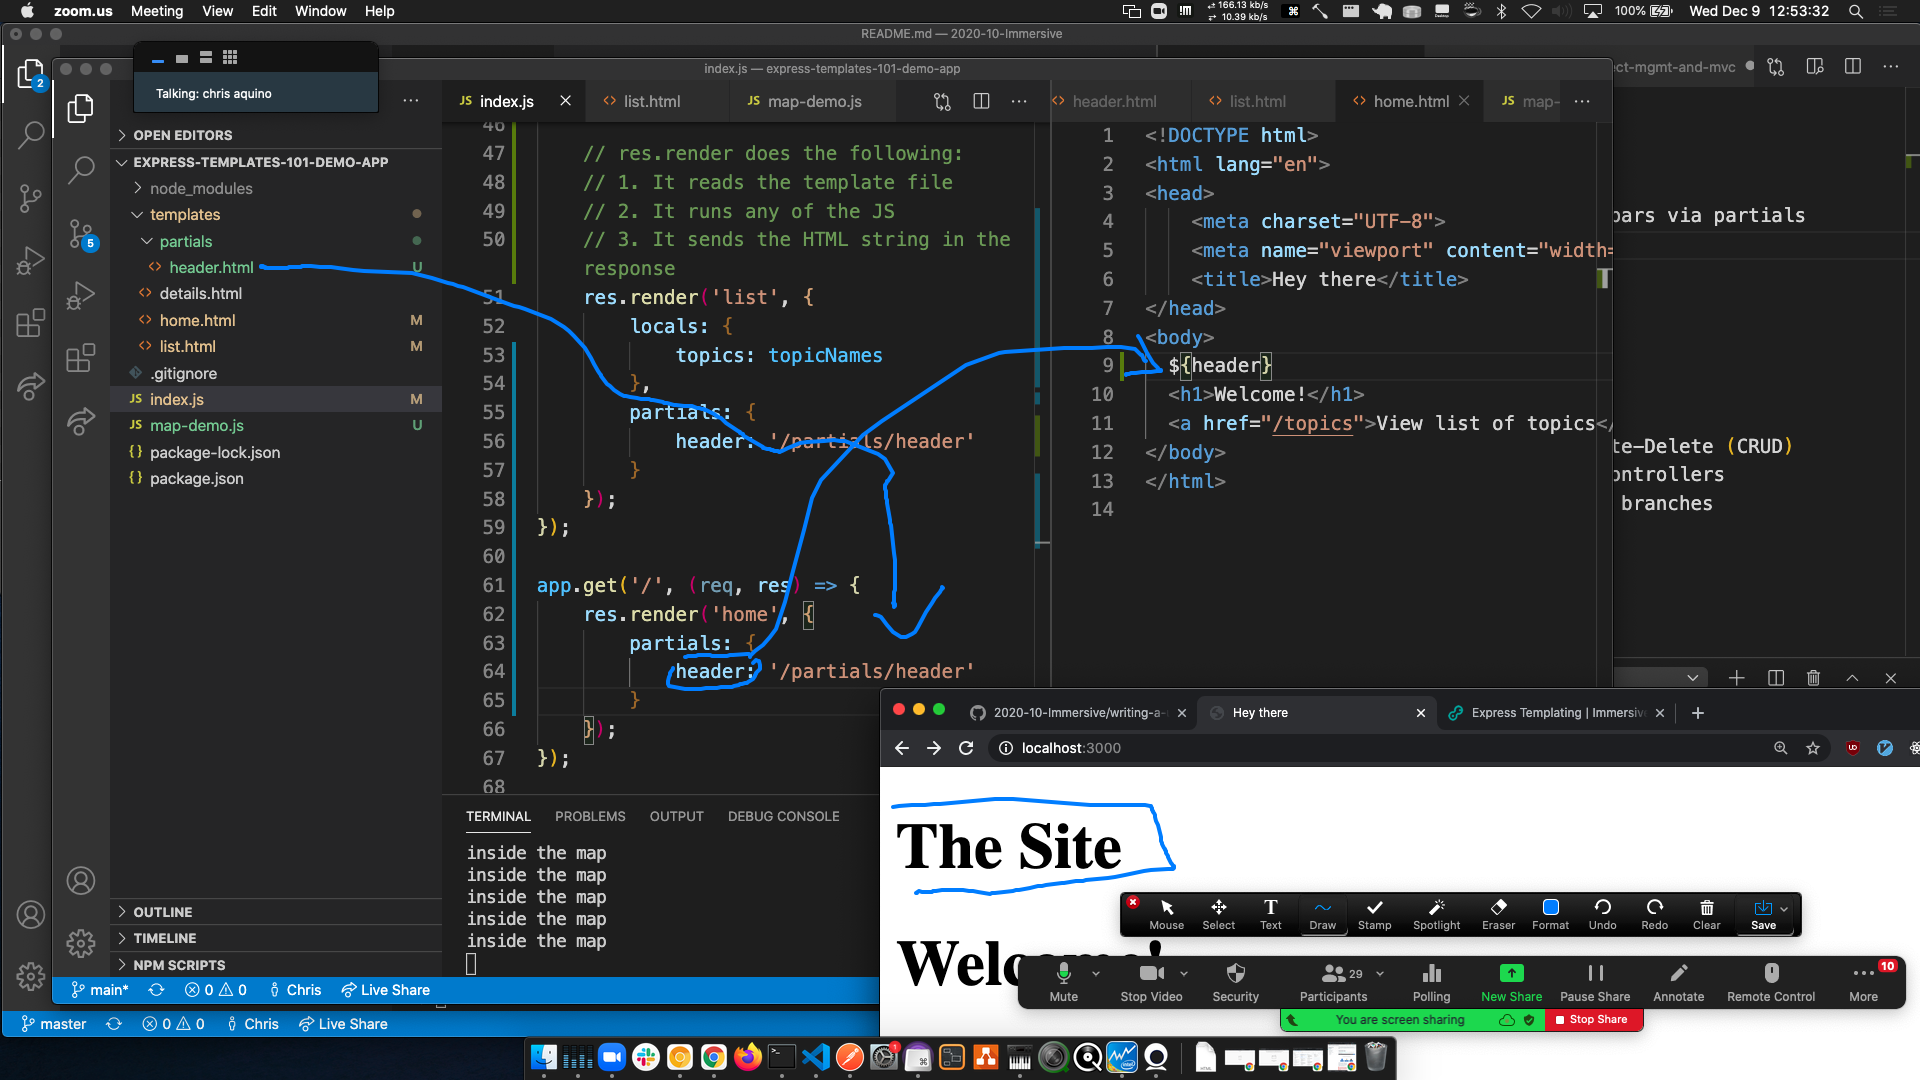 zoom.us Meeting View Edit Window Help
166.13 kb/s
10.39 kb/s
100% Wed Dec 9 12:53:32
README.md — 2020-10-Immersive
index.js — express-templates-101-demo-app
Talking: chris aquino
2
5
OPEN EDITORS
EXPRESS-TEMPLATES-101-DEMO-APP
node_modules
templates
partials
header.html U
details.html
home.html M
list.html M
.gitignore
JS index.js M
JS map-demo.js U
{} package-lock.json
{} package.json
OUTLINE
TIMELINE
NPM SCRIPTS
JS index.js
list.html
JS map-demo.js
46
47 // res.render does the following:
48 // 1. It reads the template file
49 // 2. It runs any of the JS
50 // 3. It sends the HTML string in the
response
51 res.render('list', {
52 locals: {
53 topics: topicNames
54 },
55 partials: {
56 header: '/partials/header'
57 }
58 });
59 });
60
61 app.get('/', (req, res) => {
62 res.render('home', {
63 partials: {
64 header: '/partials/header'
65 }
66 });
67 });
68
TERMINAL PROBLEMS OUTPUT DEBUG CONSOLE
inside the map
inside the map
inside the map
inside the map
inside the map
header.html
list.html
home.html
JS map-
1 <!DOCTYPE html>
2 <html lang="en">
3 <head>
4 <meta charset="UTF-8">
5 <meta name="viewport" content="width=
6 <title>Hey there</title>
7 </head>
8 <body>
9 ${header}
10 <h1>Welcome!</h1>
11 <a href="/topics">View list of topics</
12 </body>
13 </html>
14
ect-mgmt-and-mvc
bars via partials
te-Delete (CRUD)
ontrollers
branches
2020-10-Immersive/writing-a-
Hey there
Express Templating | Immersiv
localhost:3000
The Site
Welcome!
Mouse Select Text Draw Stamp Spotlight Eraser Format Undo Redo Clear Save
Mute Stop Video Security Participants 29 Polling New Share Pause Share Annotate Remote Control More 10
You are screen sharing Stop Share
main* 0 0 Chris Live Share
master 0 0 Chris Live Share